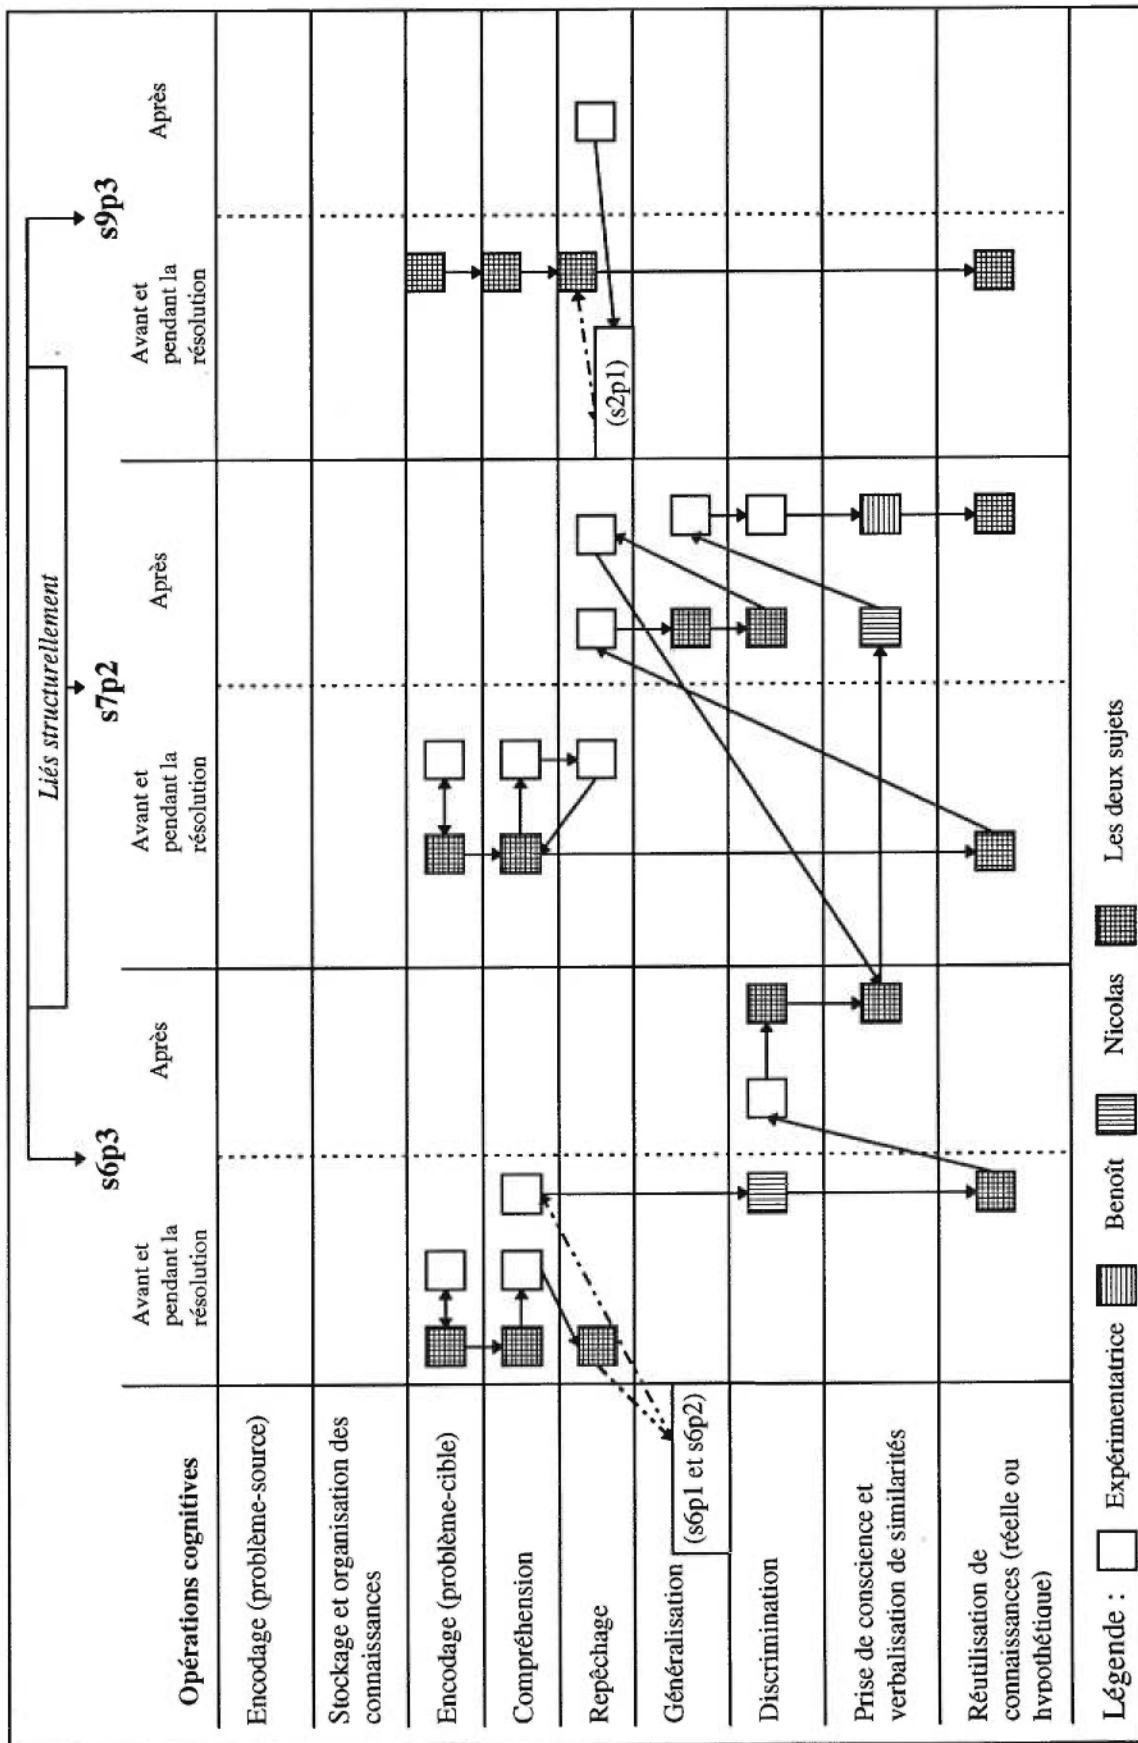 Liés structurellement
s6p3
s7p2
s9p3
Opérations cognitives
Avant et
pendant la
résolution
Après
Avant et
pendant la
résolution
Après
Avant et
pendant la
résolution
Après
Encodage (problème-source)
Stockage et organisation des
connaissances
Encodage (problème-cible)
Compréhension
Repêchage
(s2p1)
Généralisation
(s6p1 et s6p2)
Discrimination
Prise de conscience et
verbalisation de similarités
Réutilisation de
connaissances (réelle ou
hypothétique)
Légende :
Expérimentatrice
Benoît
Nicolas
Les deux sujets